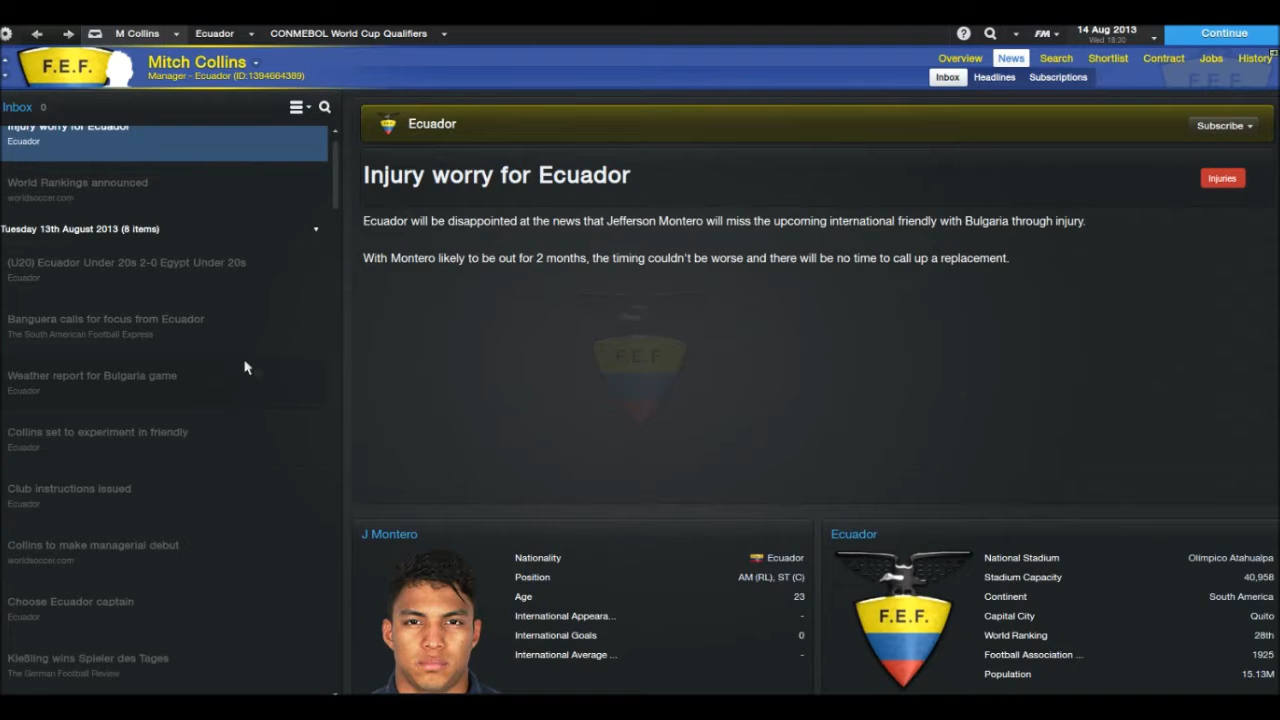 M Collins
Ecuador
CONMEBOL World Cup Qualifiers
FM
14 Aug 2013
Wed 18:30
Continue
F.E.F.
Mitch Collins
Manager - Ecuador (ID:1394664389)
Overview
News
Search
Shortlist
Contract
Jobs
History
Inbox
Headlines
Subscriptions
Inbox 0
Injury worry for Ecuador
Ecuador
World Rankings announced
worldsoccer.com
Tuesday 13th August 2013 (8 items)
(U20) Ecuador Under 20s 2-0 Egypt Under 20s
Ecuador
Banguera calls for focus from Ecuador
The South American Football Express
Weather report for Bulgaria game
Ecuador
Collins set to experiment in friendly
Ecuador
Club instructions issued
Ecuador
Collins to make managerial debut
worldsoccer.com
Choose Ecuador captain
Ecuador
Kießling wins Spieler des Tages
The German Football Review
Ecuador
Subscribe
Injury worry for Ecuador
Injuries
Ecuador will be disappointed at the news that Jefferson Montero will miss the upcoming international friendly with Bulgaria through injury.
With Montero likely to be out for 2 months, the timing couldn't be worse and there will be no time to call up a replacement.
F.E.F
J Montero
Nationality Ecuador
Position AM (RL), ST (C)
Age 23
International Appeara... -
International Goals 0
International Average ... -
Ecuador
F.E.F.
National Stadium Olímpico Atahualpa
Stadium Capacity 40,958
Continent South America
Capital City Quito
World Ranking 28th
Football Association ... 1925
Population 15.13M